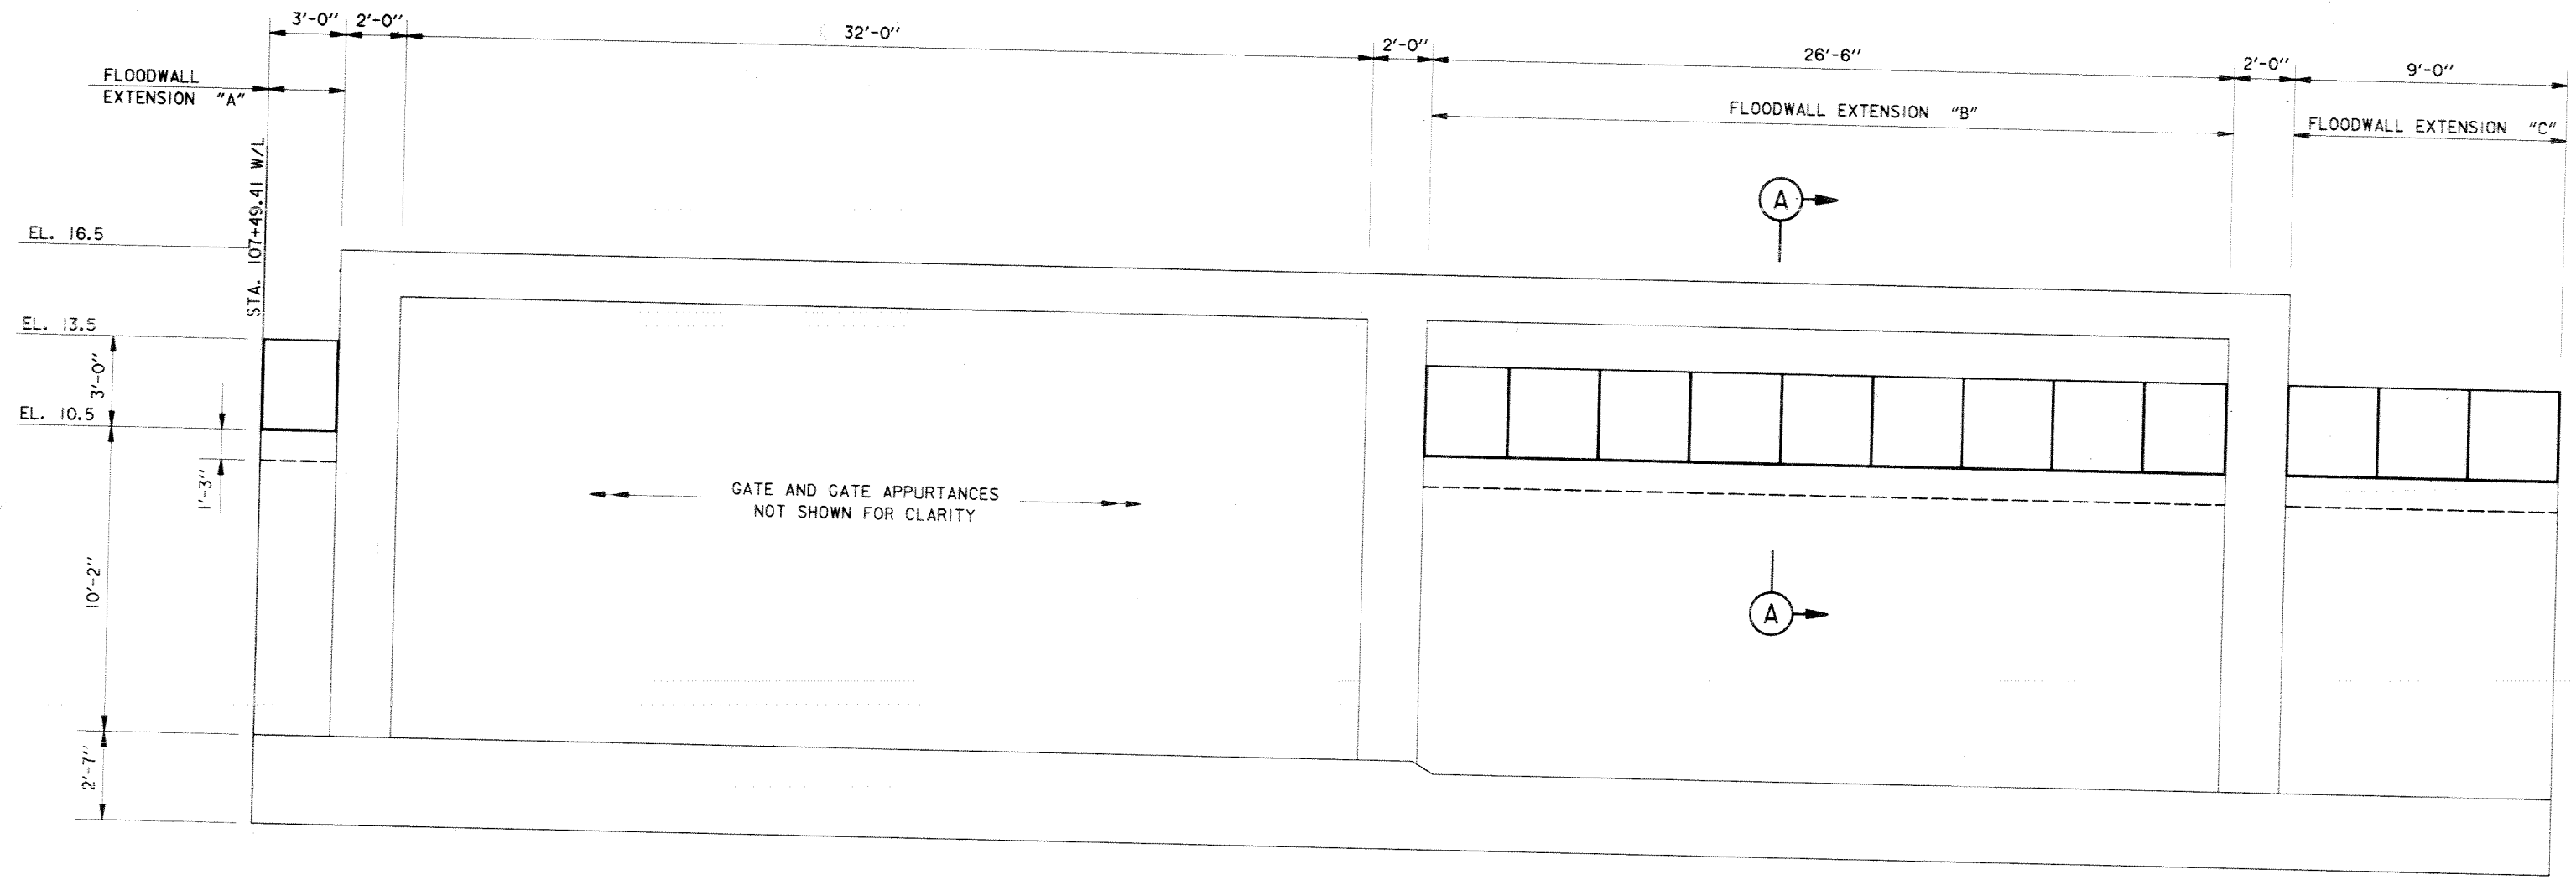 3'-0" 2'-0" 32'-0" 2'-0" 26'-6" 2'-0" 9'-0"
FLOODWALL
EXTENSION "A"
FLOODWALL EXTENSION "B"
FLOODWALL EXTENSION "C"
STA. 107+49.41 W/L
A
EL. 16.5
EL. 13.5
3'-0"
EL. 10.5
1'-3"
GATE AND GATE APPURTANCES
NOT SHOWN FOR CLARITY
10'-2"
A
2'-7"